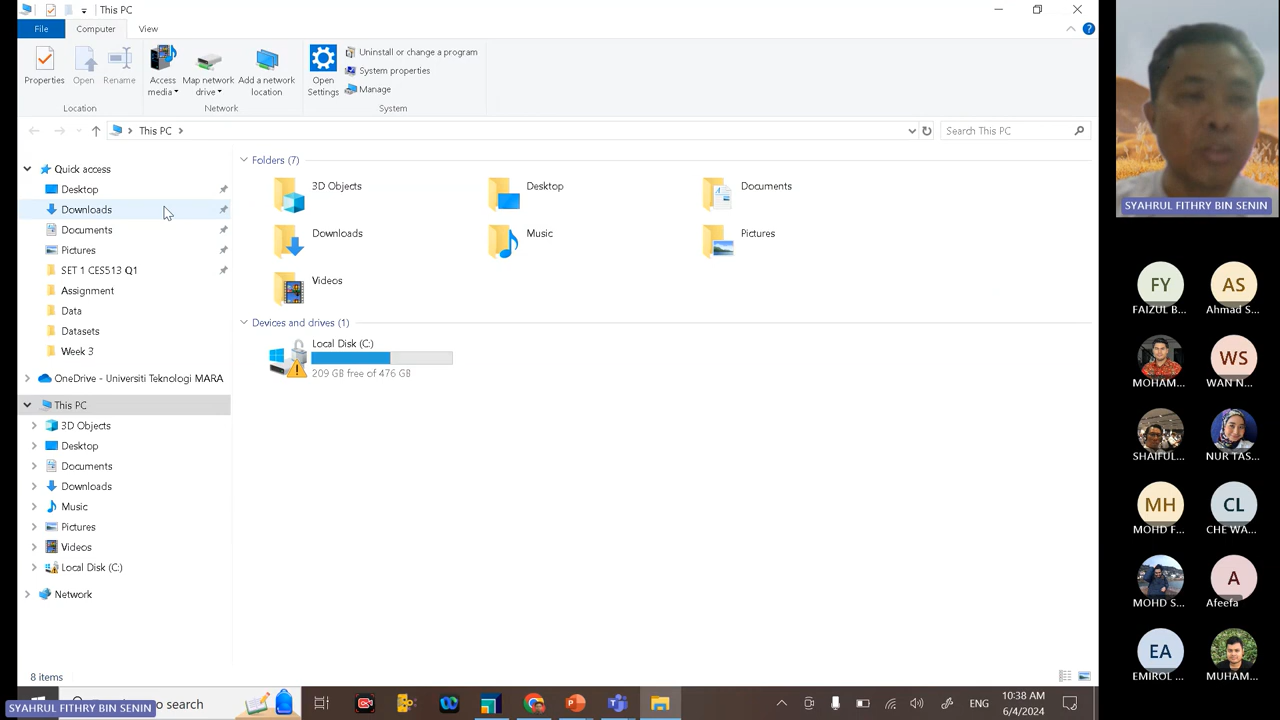 This PC
File
Computer
View
Properties
Open
Rename
Access media
Map network drive
Add a network location
Open Settings
Uninstall or change a program
System properties
Manage
Location
Network
System
This PC
Search This PC
Quick access
Desktop
Downloads
Documents
Pictures
SET 1 CES513 Q1
Assignment
Data
Datasets
Week 3
OneDrive - Universiti Teknologi MARA
This PC
3D Objects
Desktop
Documents
Downloads
Music
Pictures
Videos
Local Disk (C:)
Network
Folders (7)
3D Objects
Desktop
Documents
Downloads
Music
Pictures
Videos
Devices and drives (1)
Local Disk (C:)
209 GB free of 476 GB
8 items
SYAHRUL FITHRY BIN SENIN
search
ENG
10:38 AM
6/4/2024
SYAHRUL FITHRY BIN SENIN
FY
FAIZUL B...
AS
Ahmad S...
MOHAM...
WS
WAN N...
SHAIFUL...
NUR TAS...
MH
MOHD F...
CL
CHE WA...
MOHD S...
A
Afeefa
EA
EMIROL ...
MUHAM...